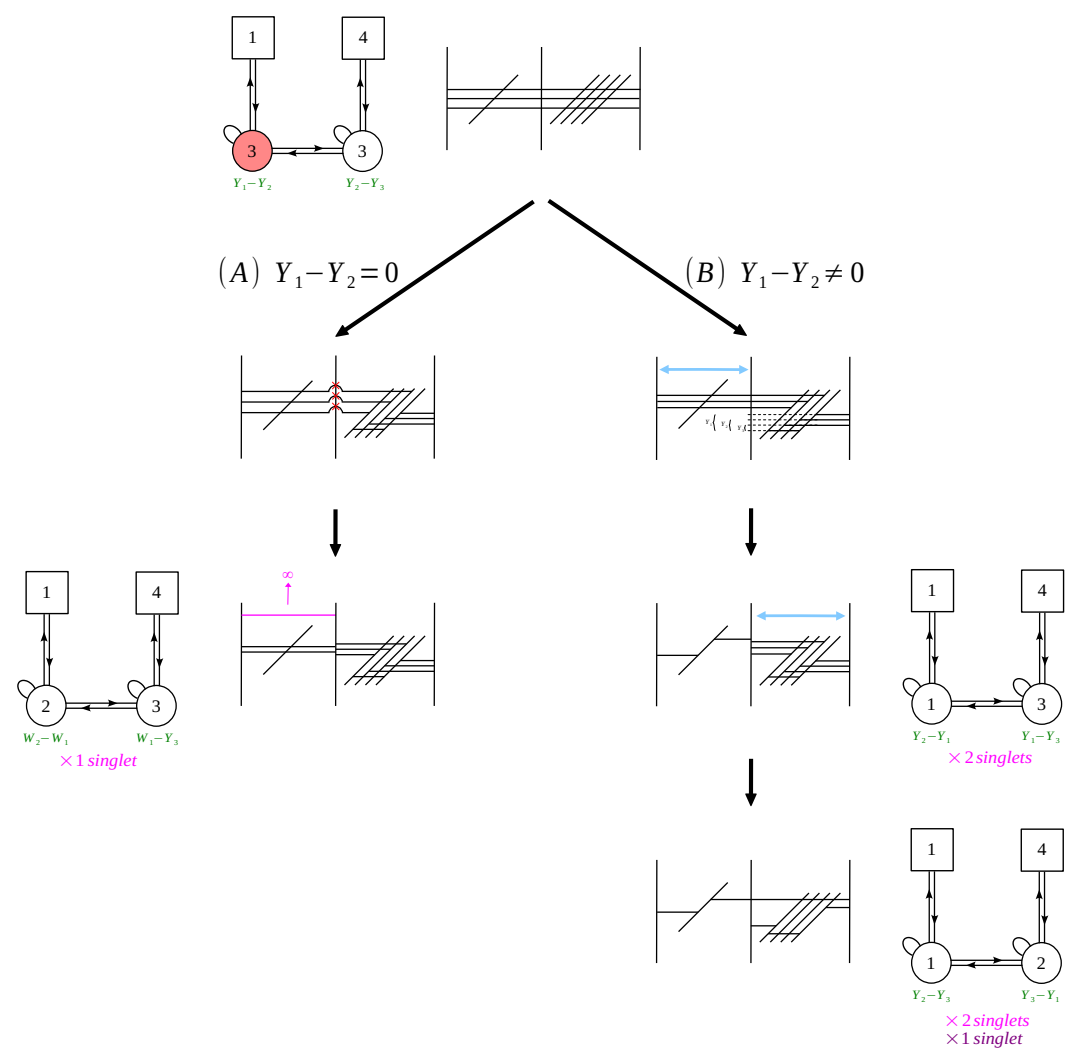 1 4
3 3
Y₁−Y₂ Y₂−Y₃
(A) Y₁−Y₂=0 (B) Y₁−Y₂≠0
∞
1 4
2 3
W₂−W₁ W₁−Y₃
×1 singlet
1 4
1 3
Y₂−Y₁ Y₁−Y₃
×2 singlets
1 4
1 2
Y₂−Y₃ Y₃−Y₁
×2 singlets
×1 singlet